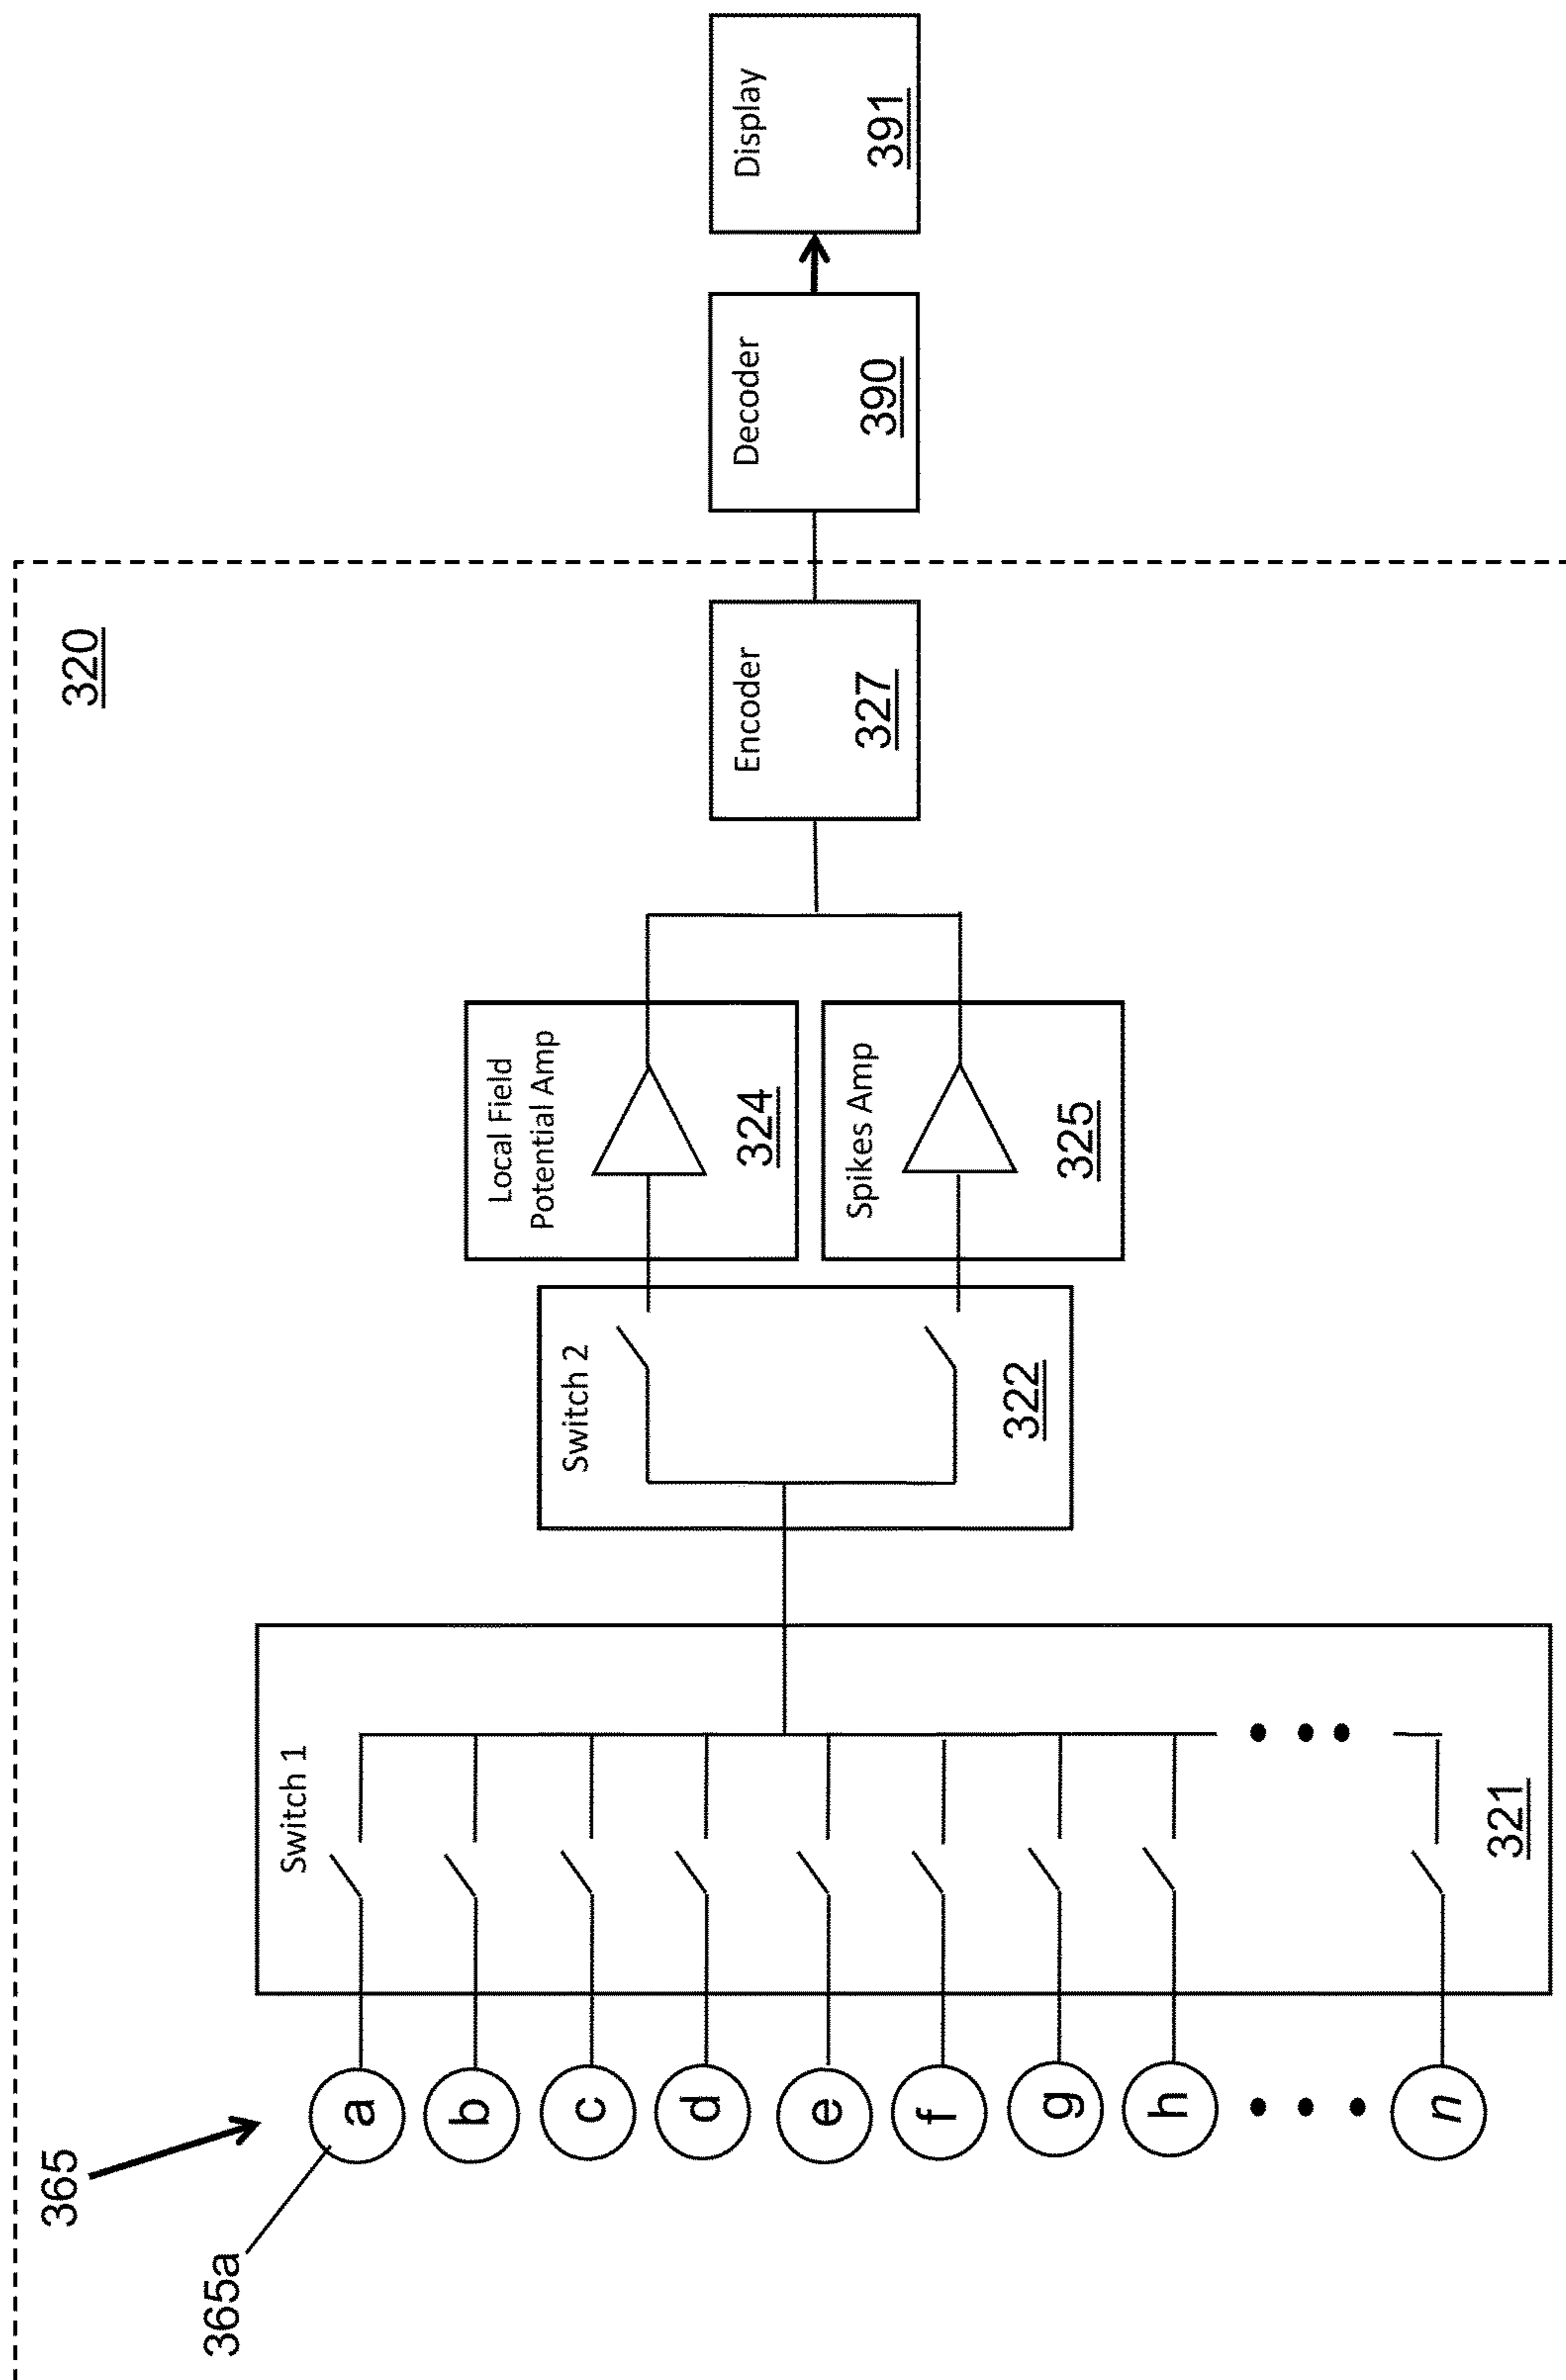 365
365a
320
a
b
c
d
e
f
g
h
n
Switch 1
321
Switch 2
322
Local Field
Potential Amp
324
Spikes Amp
325
Encoder
327
Decoder
390
Display
391